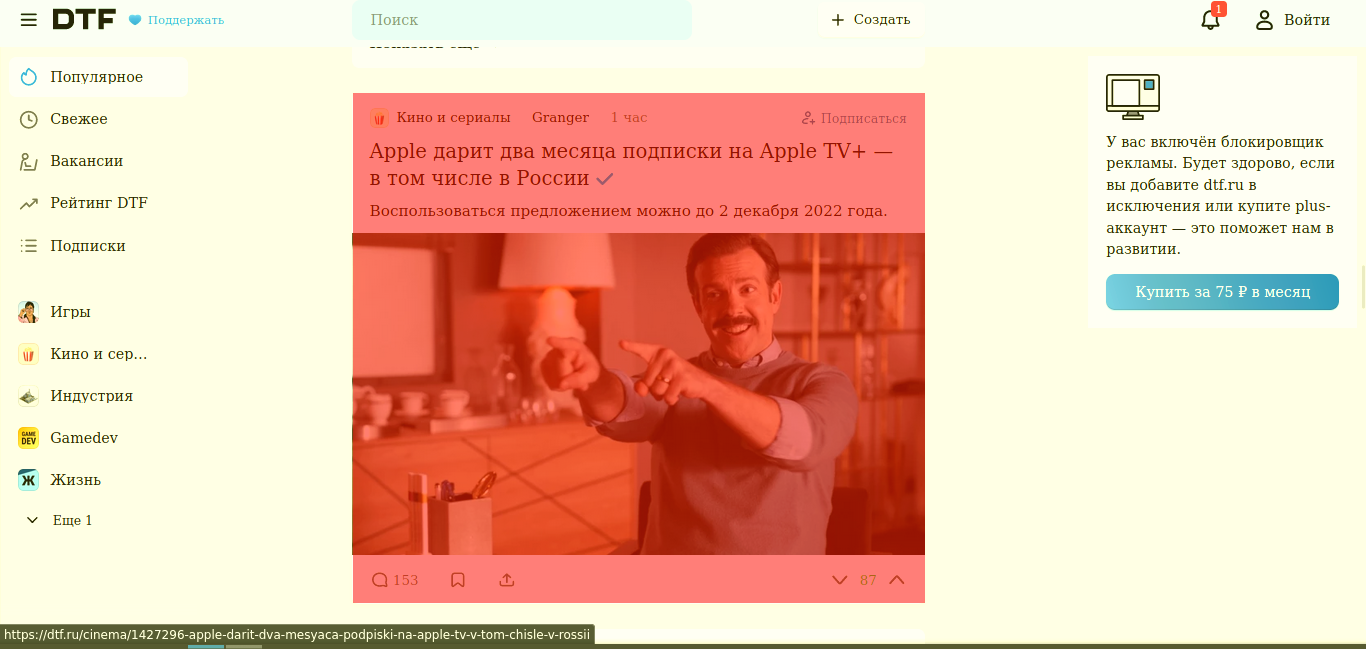 DTF
Поддержать
Поиск
Создать
1
Войти
Популярное
Свежее
Вакансии
Рейтинг DTF
Подписки
Игры
Кино и сер...
Индустрия
GAME DEV
Gamedev
Ж
Жизнь
Еще 1
Кино и сериалы Granger 1 час
Подписаться
Apple дарит два месяца подписки на Apple TV+ —
в том числе в России
Воспользоваться предложением можно до 2 декабря 2022 года.
153
87
У вас включён блокировщик
рекламы. Будет здорово, если
вы добавите dtf.ru в
исключения или купите plus-
аккаунт — это поможет нам в
развитии.
Купить за 75 ₽ в месяц
https://dtf.ru/cinema/1427296-apple-darit-dva-mesyaca-podpiski-na-apple-tv-v-tom-chisle-v-rossii